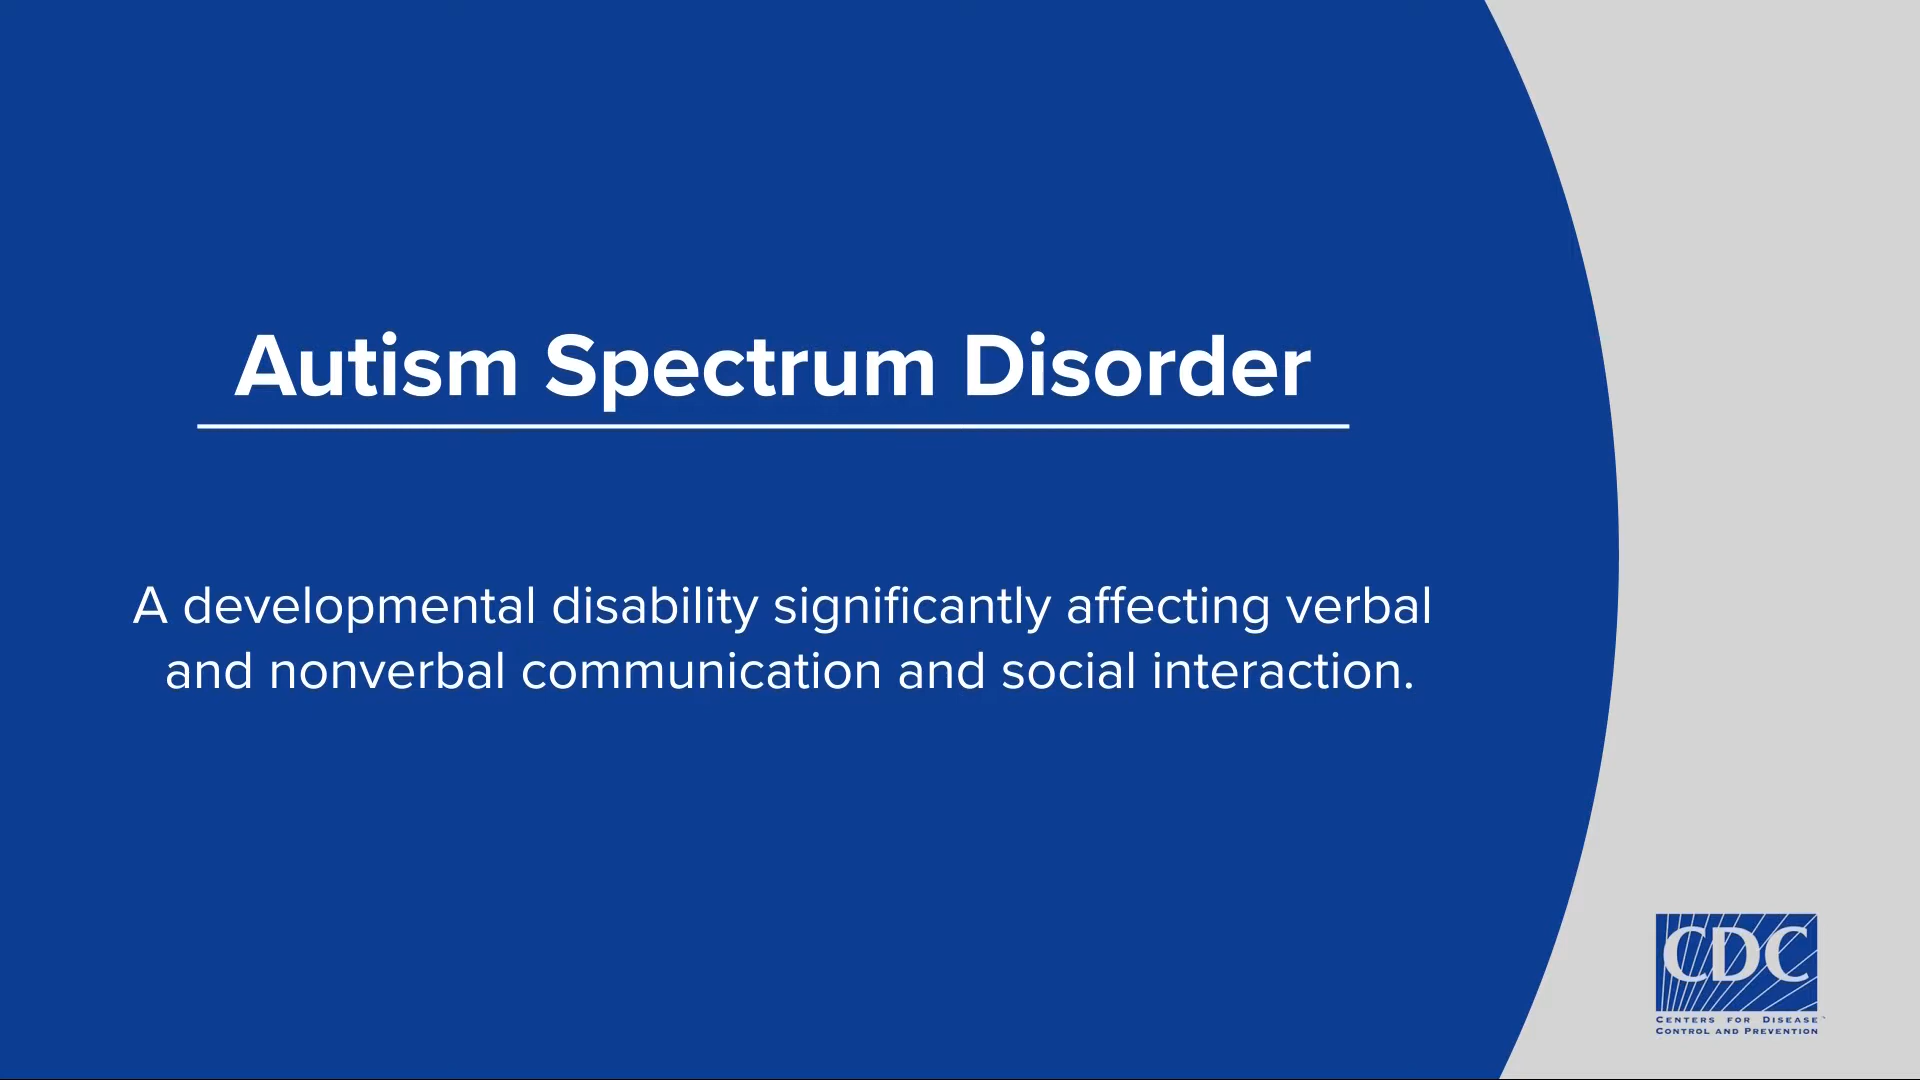 Autism Spectrum Disorder
A developmental disability significantly affecting verbal
and nonverbal communication and social interaction.
CDC
CENTERS FOR DISEASE™
CONTROL AND PREVENTION